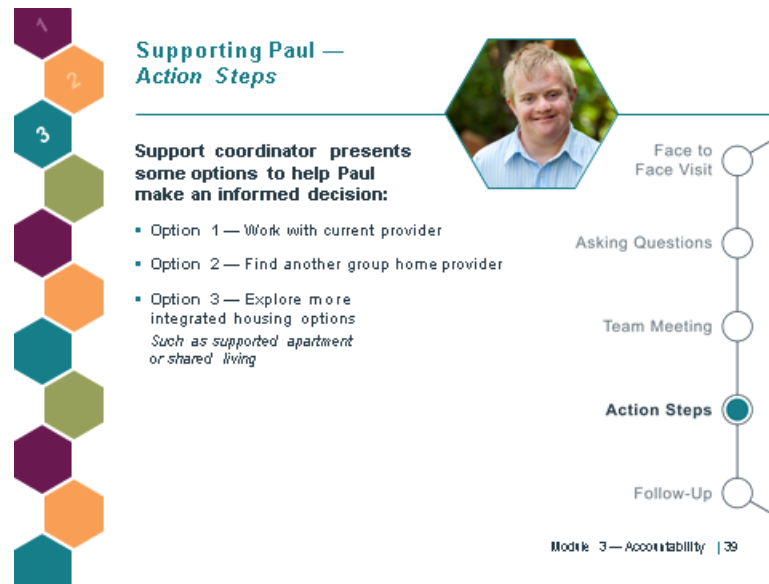 1
2
3
Supporting Paul —
Action Steps
Support coordinator presents
some options to help Paul
make an informed decision:
▪ Option 1 — Work with current provider
▪ Option 2 — Find another group home provider
▪ Option 3 — Explore more
integrated housing options
Such as supported apartment
or shared living
Face to
Face Visit
Asking Questions
Team Meeting
Action Steps
Follow-Up
Module 3 — Accountability | 39